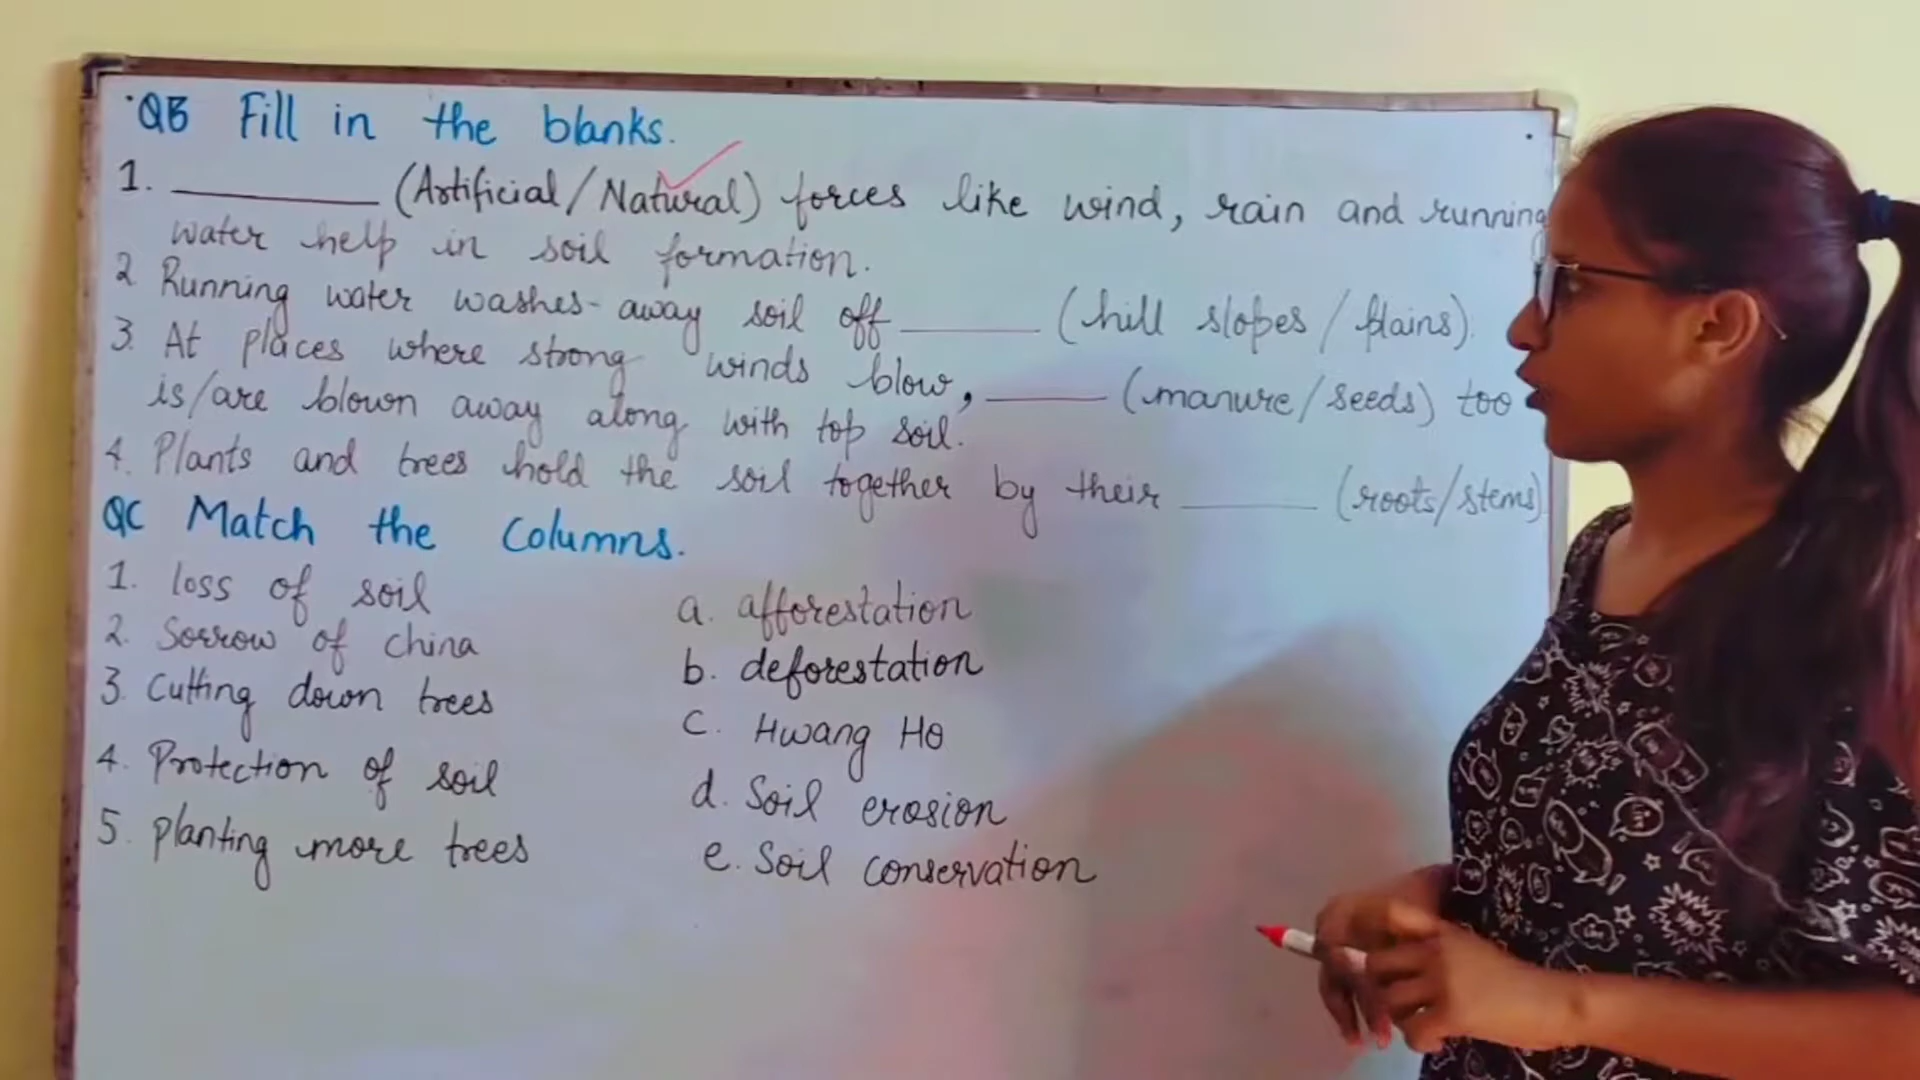 QB Fill in the blanks.
1. ________ (Artificial/Natural) forces like wind, rain and running
water help in soil formation.
2 Running water washes-away soil off ________ (hill slopes/plains).
3. At places where strong winds blow, ________ (manure/seeds) too
is/are blown away along with top soil.
4. Plants and trees hold the soil together by their ________ (roots/stems)
QC Match the Columns.
1. loss of soil
a. afforestation
2. Sorrow of china
b. deforestation
3. Cutting down trees
C. Hwang Ho
4. Protection of soil
d. Soil erosion
5. planting more trees
e. Soil conservation